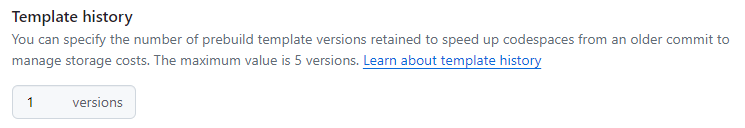 Template history
You can specify the number of prebuild template versions retained to speed up codespaces from an older commit to
manage storage costs. The maximum value is 5 versions. Learn about template history
1 versions